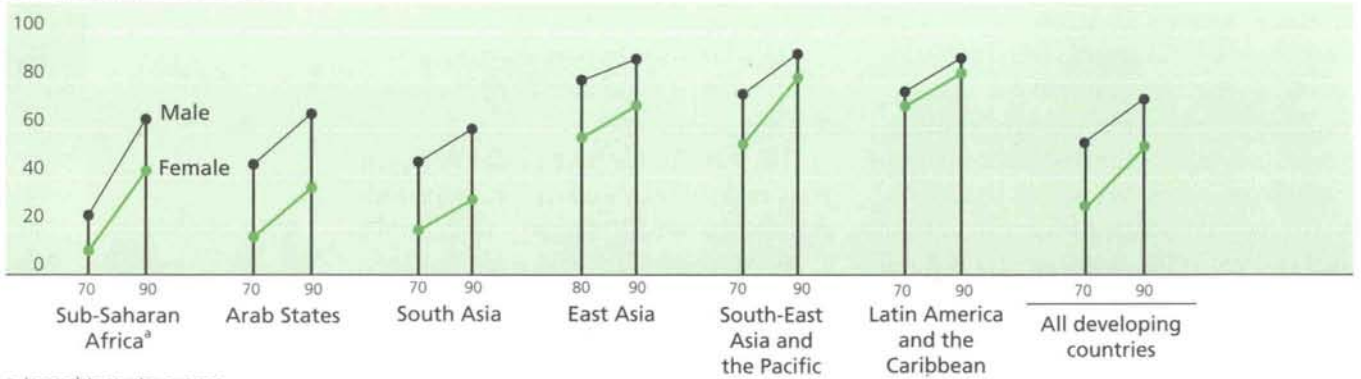 100
80
60
40
20
0
Male
Female
70 90
Sub-Saharan
Africaª
70 90
Arab States
70 90
South Asia
80 90
East Asia
70 90
South-East
Asia and
the Pacific
70 90
Latin America
and the
Caribbean
70 90
All developing
countries